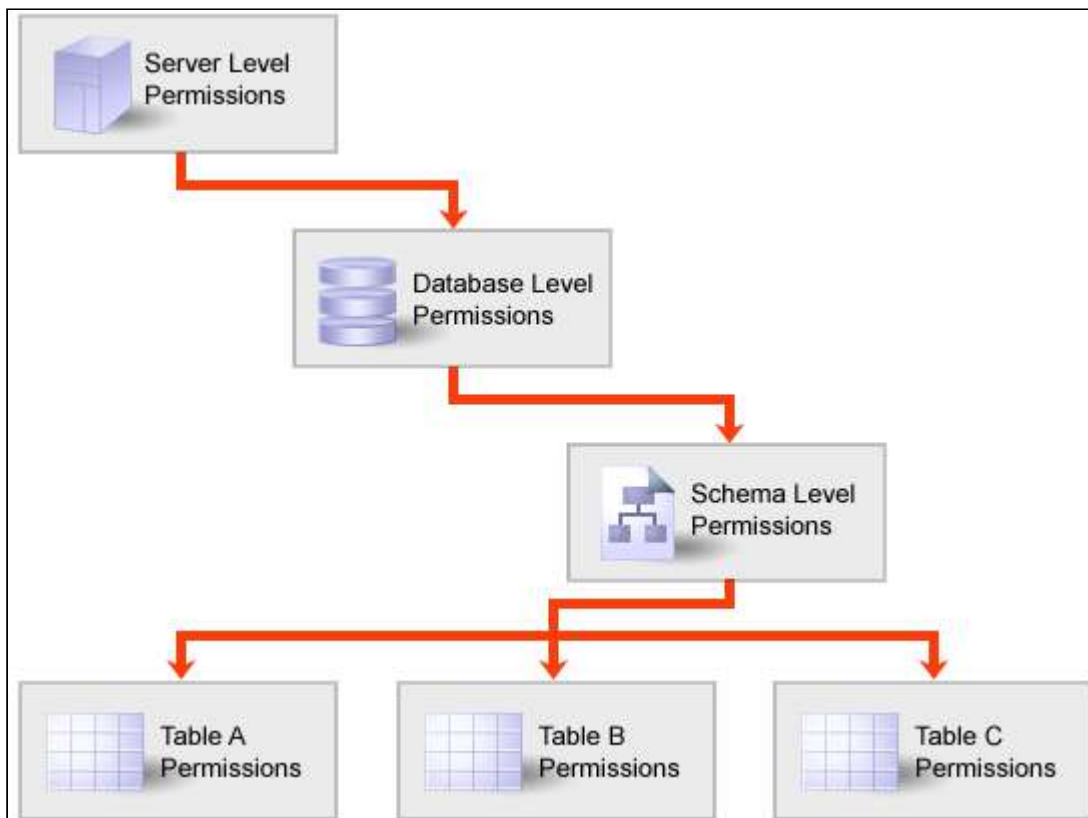 Server Level
Permissions
Database Level
Permissions
Schema Level
Permissions
Table A
Permissions
Table B
Permissions
Table C
Permissions